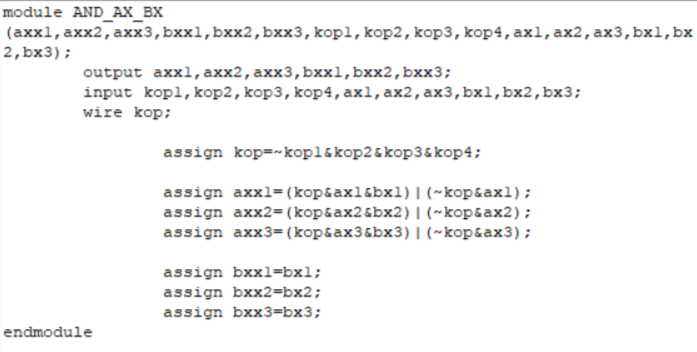 module AND_AX_BX
(axx1,axx2,axx3,bxx1,bxx2,bxx3,kop1,kop2,kop3,kop4,ax1,ax2,ax3,bx1,bx
2,bx3);
output axx1,axx2,axx3,bxx1,bxx2,bxx3;
input kop1,kop2,kop3,kop4,ax1,ax2,ax3,bx1,bx2,bx3;
wire kop;
assign kop=~kop1&kop2&kop3&kop4;
assign axx1=(kop&ax1&bx1)|(~kop&ax1);
assign axx2=(kop&ax2&bx2)|(~kop&ax2);
assign axx3=(kop&ax3&bx3)|(~kop&ax3);
assign bxx1=bx1;
assign bxx2=bx2;
assign bxx3=bx3;
endmodule